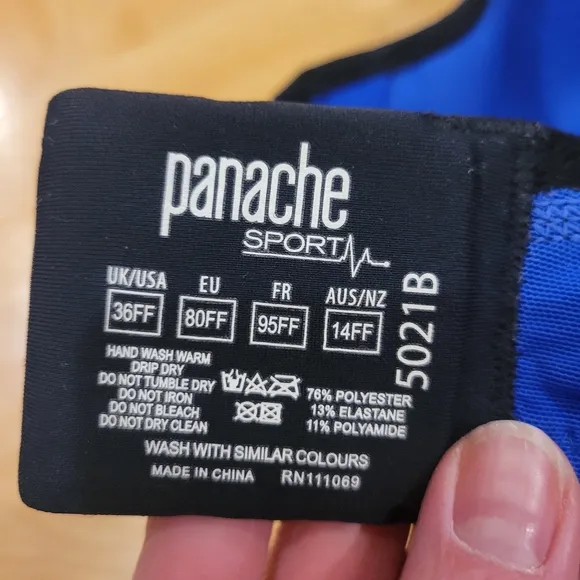 panache
SPORT
UK/USA EU FR AUS/NZ
36FF 80FF 95FF 14FF
5021B
HAND WASH WARM
DRIP DRY
DO NOT TUMBLE DRY
DO NOT IRON
DO NOT BLEACH
DO NOT DRY CLEAN
76% POLYESTER
13% ELASTANE
11% POLYAMIDE
WASH WITH SIMILAR COLOURS
MADE IN CHINA RN111069